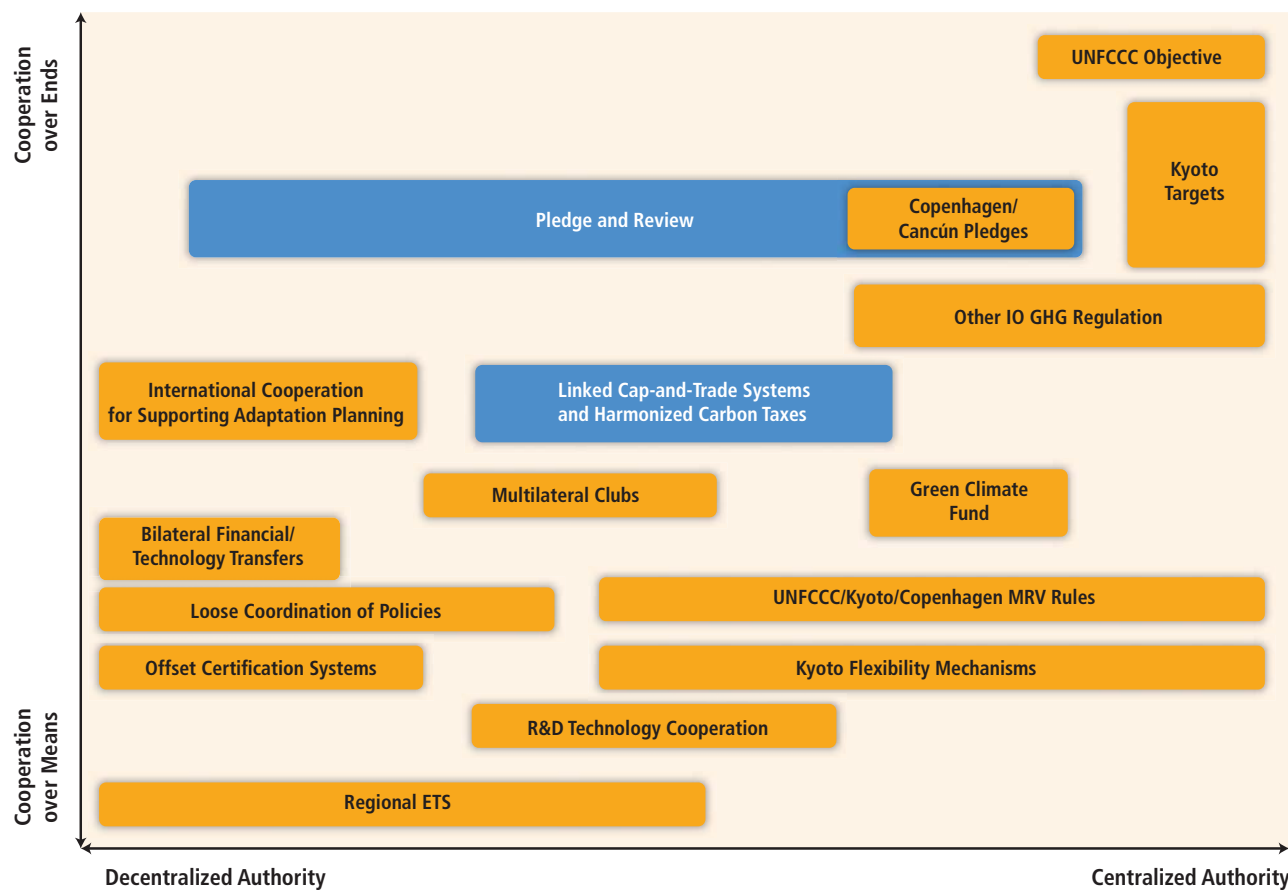 Cooperation
over Ends
UNFCCC Objective
Kyoto
Targets
Pledge and Review
Copenhagen/
Cancún Pledges
Other IO GHG Regulation
International Cooperation
for Supporting Adaptation Planning
Linked Cap-and-Trade Systems
and Harmonized Carbon Taxes
Multilateral Clubs
Green Climate
Fund
Bilateral Financial/
Technology Transfers
Loose Coordination of Policies
UNFCCC/Kyoto/Copenhagen MRV Rules
Offset Certification Systems
Kyoto Flexibility Mechanisms
R&D Technology Cooperation
Cooperation
over Means
Regional ETS
Decentralized Authority
Centralized Authority